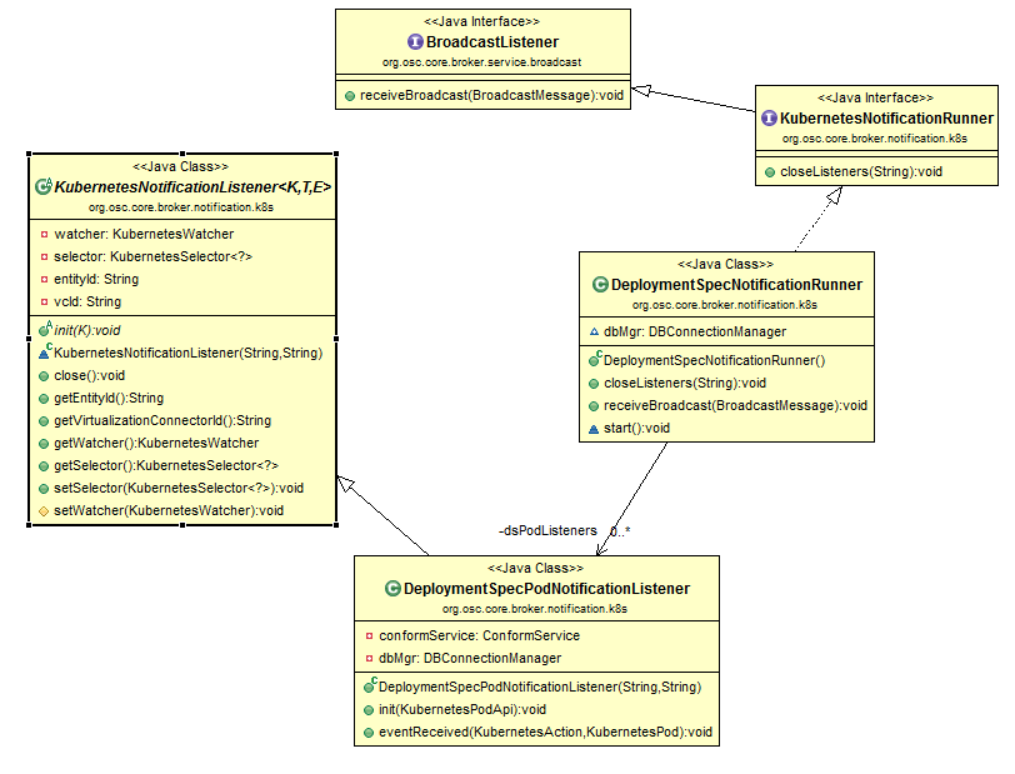 <<Java Interface>>
BroadcastListener
org.osc.core.broker.service.broadcast
receiveBroadcast(BroadcastMessage):void
<<Java Interface>>
KubernetesNotificationRunner
org.osc.core.broker.notification.k8s
closeListeners(String):void
<<Java Class>>
KubernetesNotificationListener<K,T,E>
org.osc.core.broker.notification.k8s
watcher: KubernetesWatcher
selector: KubernetesSelector<?>
entityId: String
vcId: String
init(K):void
KubernetesNotificationListener(String,String)
close():void
getEntityId():String
getVirtualizationConnectorId():String
getWatcher():KubernetesWatcher
getSelector():KubernetesSelector<?>
setSelector(KubernetesSelector<?>):void
setWatcher(KubernetesWatcher):void
<<Java Class>>
DeploymentSpecNotificationRunner
org.osc.core.broker.notification.k8s
dbMgr: DBConnectionManager
DeploymentSpecNotificationRunner()
closeListeners(String):void
receiveBroadcast(BroadcastMessage):void
start():void
-dsPodListeners 0..*
<<Java Class>>
DeploymentSpecPodNotificationListener
org.osc.core.broker.notification.k8s
conformService: ConformService
dbMgr: DBConnectionManager
DeploymentSpecPodNotificationListener(String,String)
init(KubernetesPodApi):void
eventReceived(KubernetesAction,KubernetesPod):void